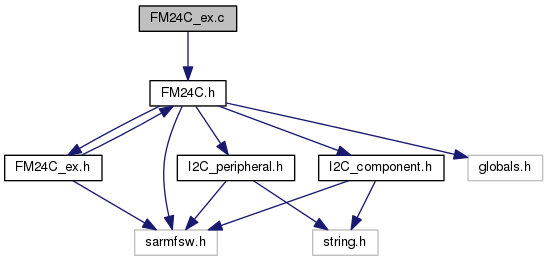 FM24C_ex.c
FM24C.h
FM24C_ex.h
I2C_peripheral.h
I2C_component.h
globals.h
sarmfsw.h
string.h